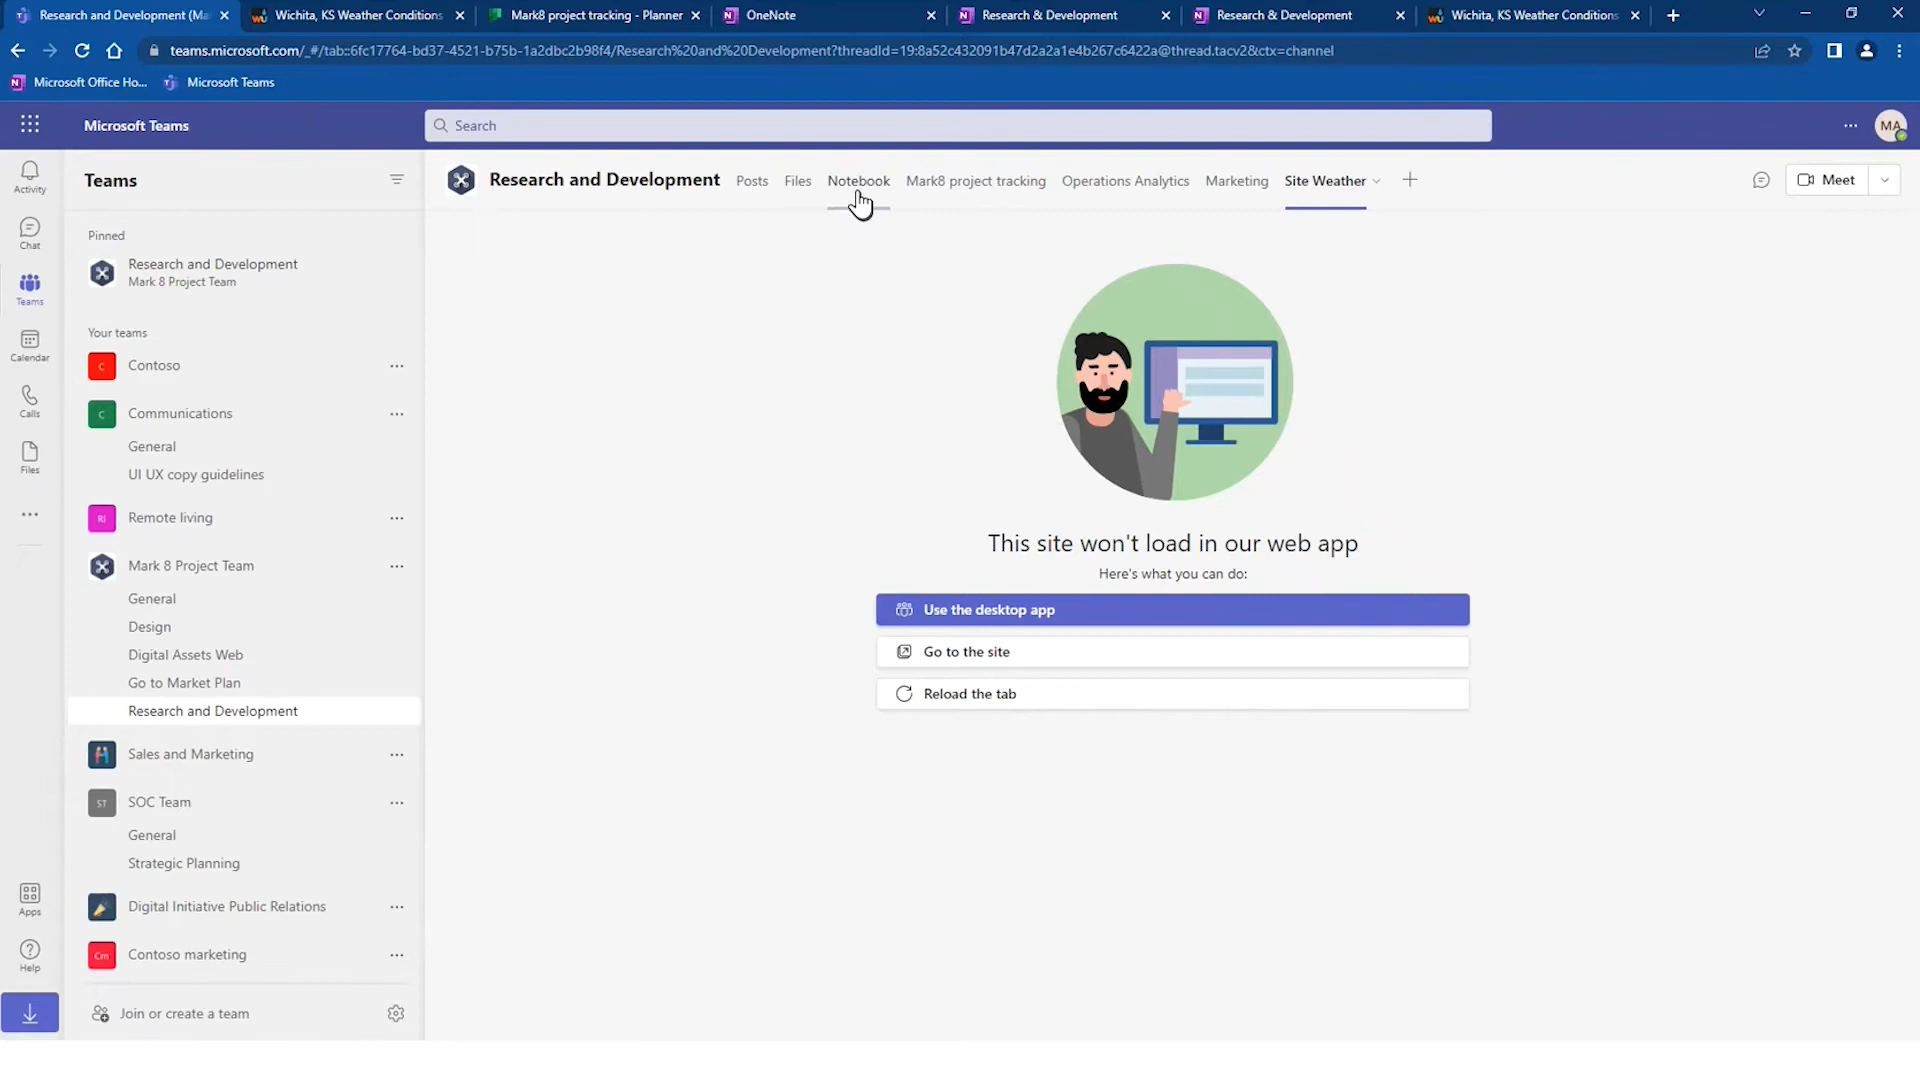 Research and Development (Ma
Wichita, KS Weather Conditions
Mark8 project tracking - Planner
OneNote
Research & Development
Research & Development
Wichita, KS Weather Conditions
teams.microsoft.com/_#/tab::6fc17764-bd37-4521-b75b-1a2dbc2b98f4/Research%20and%20Development?threadId=19:8a52c432091b47d2a2a1e4b267c6422a@thread.tacv2&ctx=channel
Microsoft Office Ho...
Microsoft Teams
Microsoft Teams
Search
MA
Activity
Chat
Teams
Calendar
Calls
Files
Apps
Help
Teams
Pinned
Research and Development
Mark 8 Project Team
Your teams
C Contoso
C Communications
General
UI UX copy guidelines
Rl Remote living
Mark 8 Project Team
General
Design
Digital Assets Web
Go to Market Plan
Research and Development
Sales and Marketing
ST SOC Team
General
Strategic Planning
Digital Initiative Public Relations
Cm Contoso marketing
Join or create a team
Research and Development
Posts
Files
Notebook
Mark8 project tracking
Operations Analytics
Marketing
Site Weather
Meet
This site won't load in our web app
Here's what you can do:
Use the desktop app
Go to the site
Reload the tab